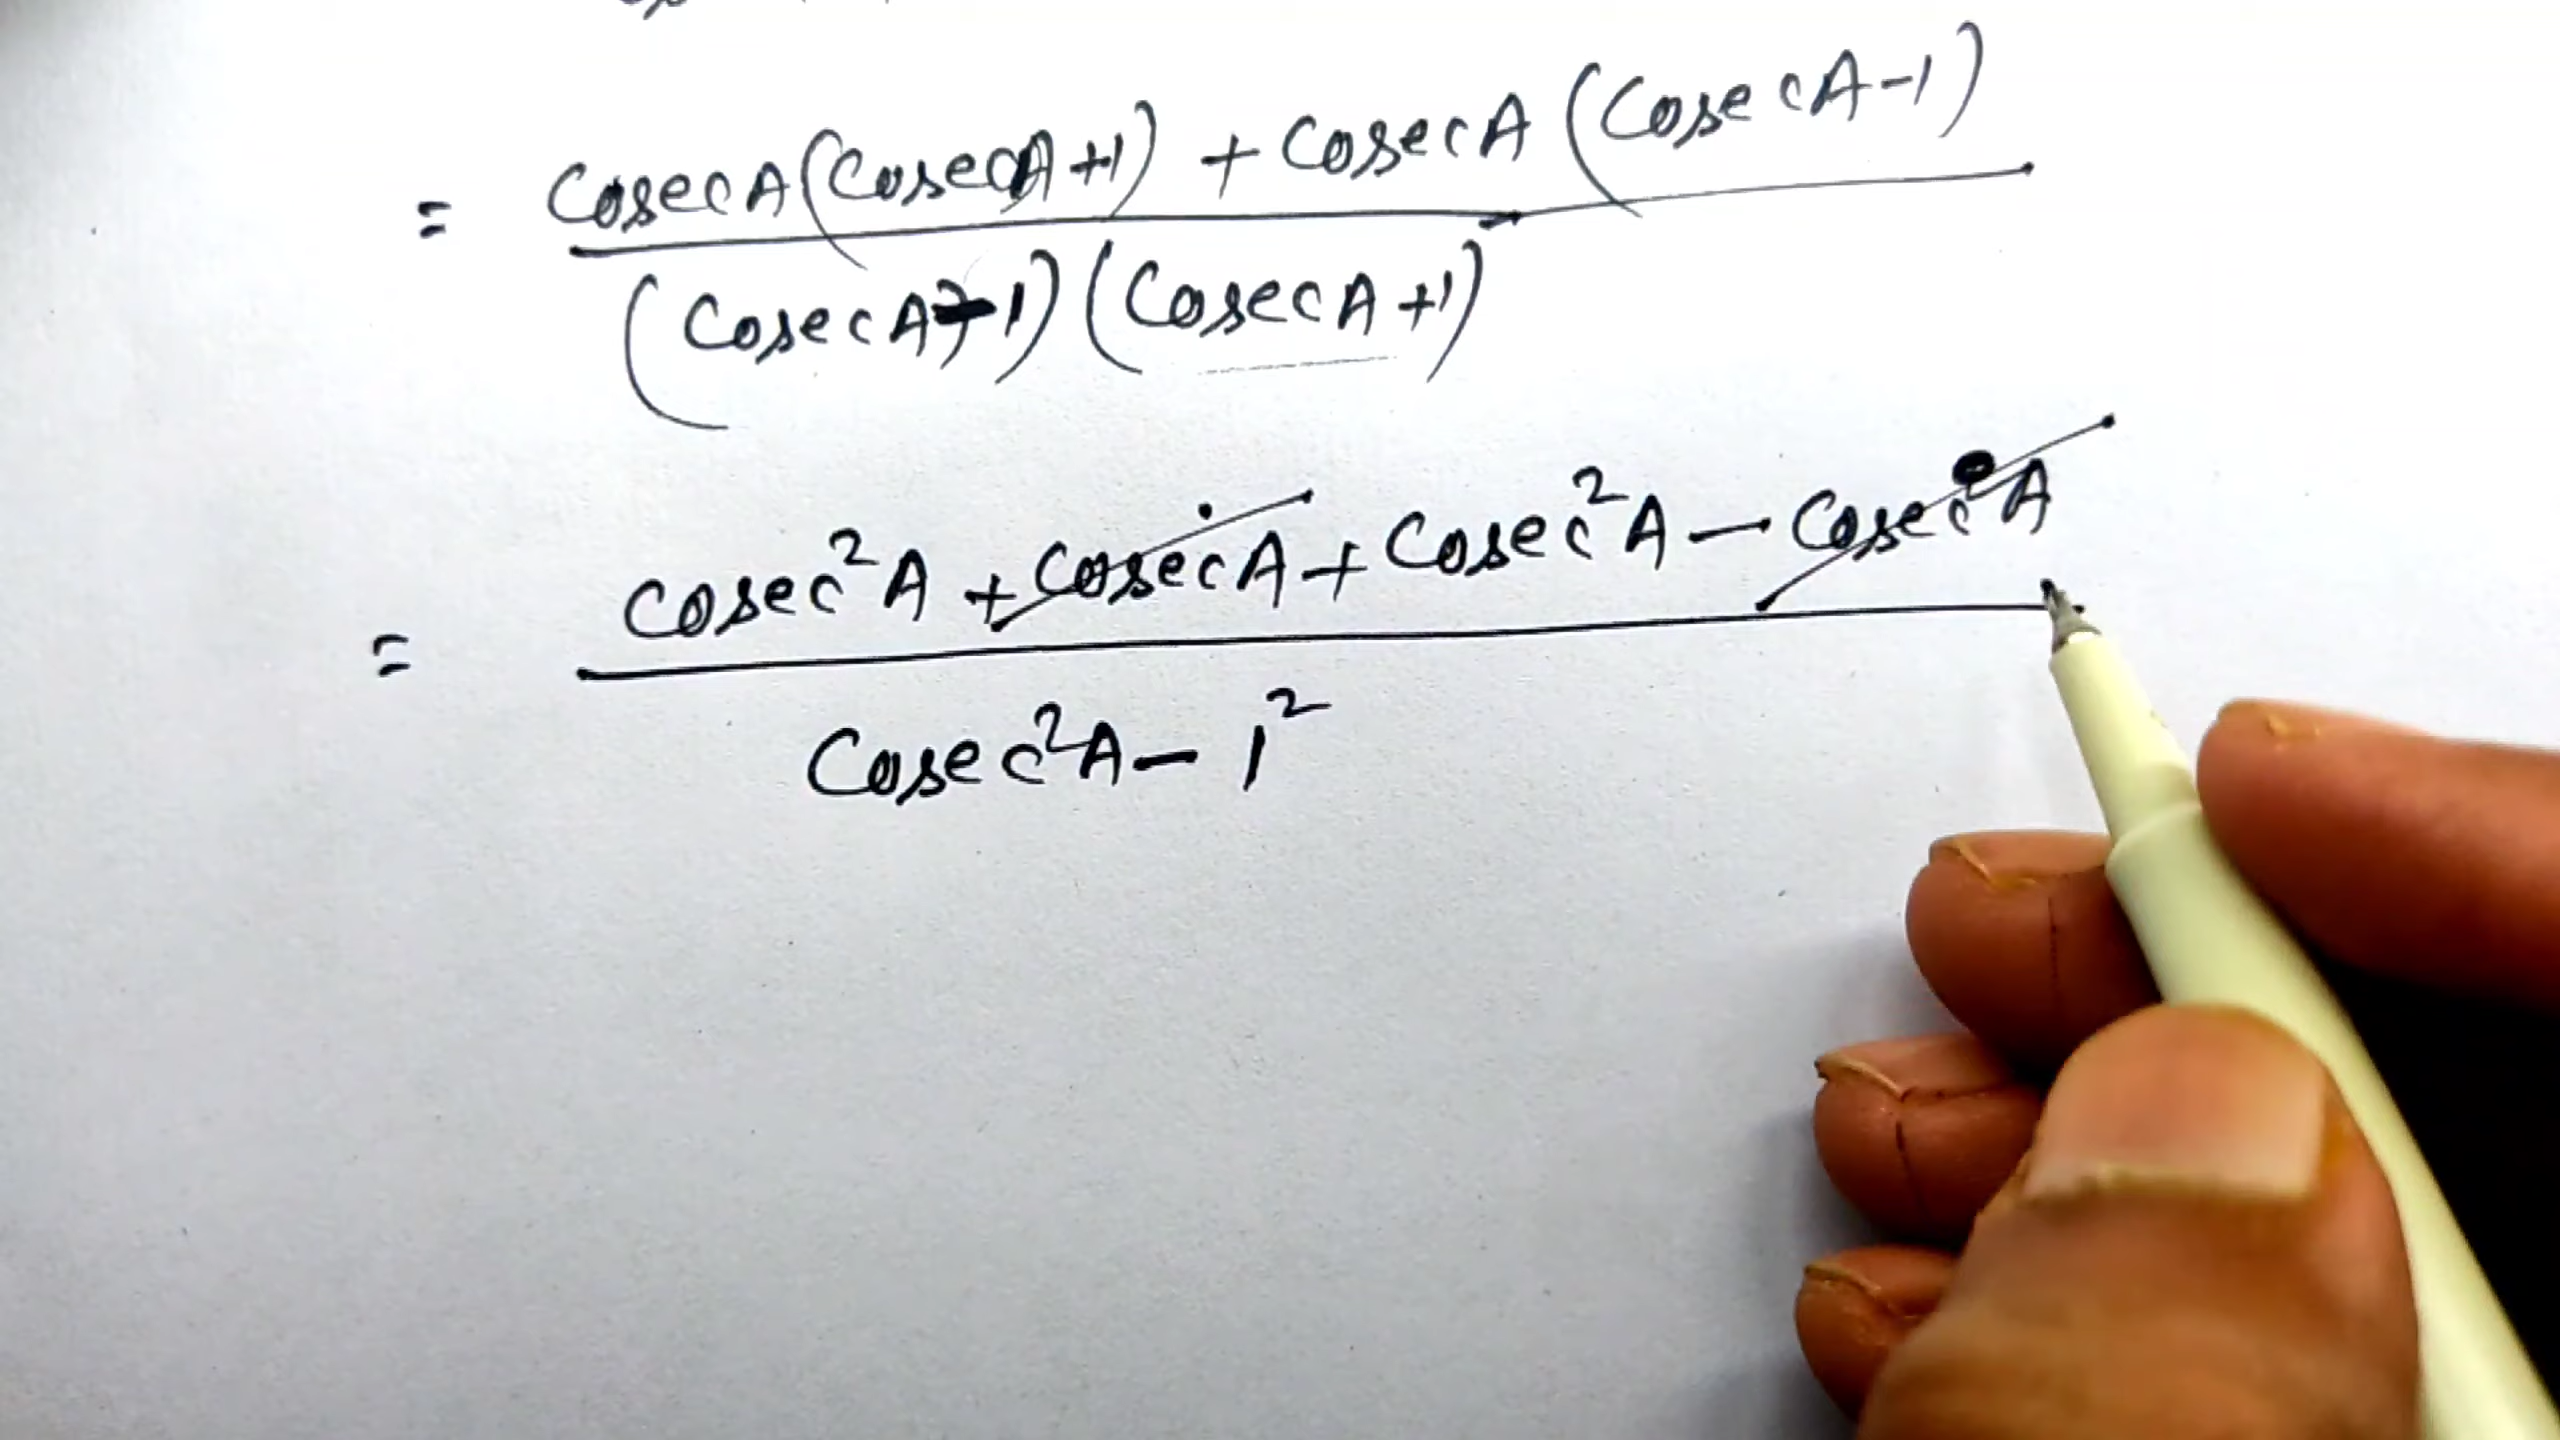 = CosecA(CosecA+1) + CosecA(CosecA-1)
(CosecA-1)(CosecA+1)
= Cosec²A + CosecA + Cosec²A - CosecA
Cosec²A - 1²